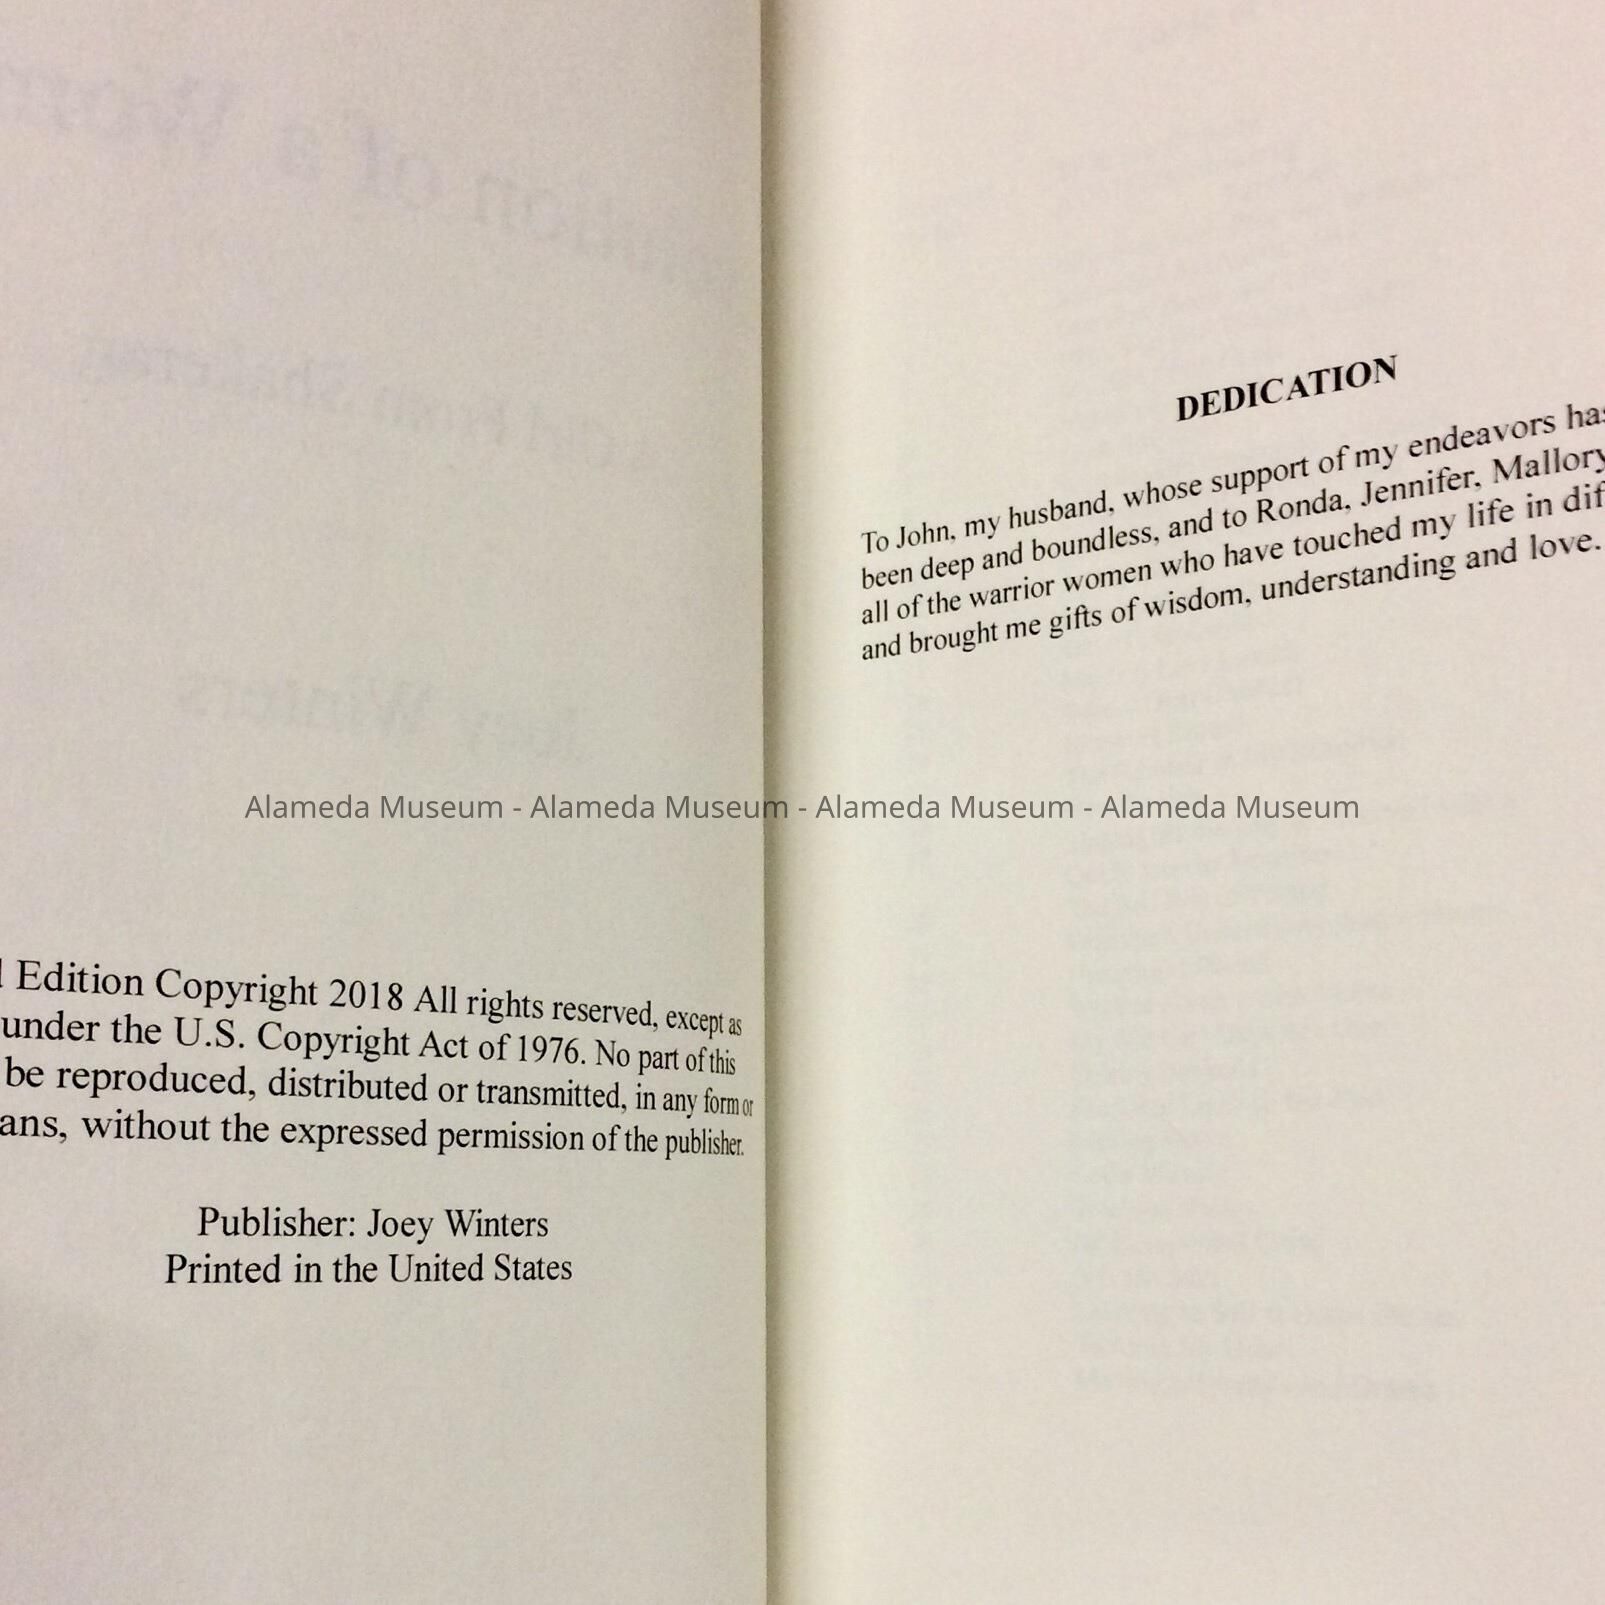 Edition Copyright 2018 All rights reserved, except as
under the U.S. Copyright Act of 1976. No part of this
be reproduced, distributed or transmitted, in any form or
ans, without the expressed permission of the publisher.
Publisher: Joey Winters
Printed in the United States
DEDICATION
To John, my husband, whose support of my endeavors has
been deep and boundless, and to Ronda, Jennifer, Mallory
all of the warrior women who have touched my life in dif
and brought me gifts of wisdom, understanding and love.
Alameda Museum - Alameda Museum - Alameda Museum - Alameda Museum